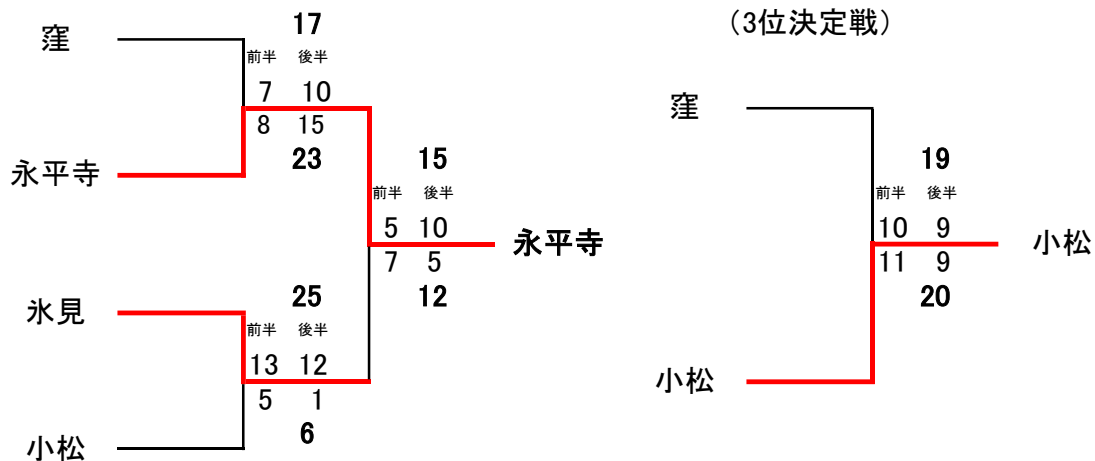 17
(3位決定戦)
窪
前半 後半
7 10
窪
8 15
23
15
19
永平寺
前半 後半
前半 後半
5 10
永平寺
10 9
小松
7 5
11 9
25
12
20
氷見
前半 後半
13 12
小松
5 1
6
小松